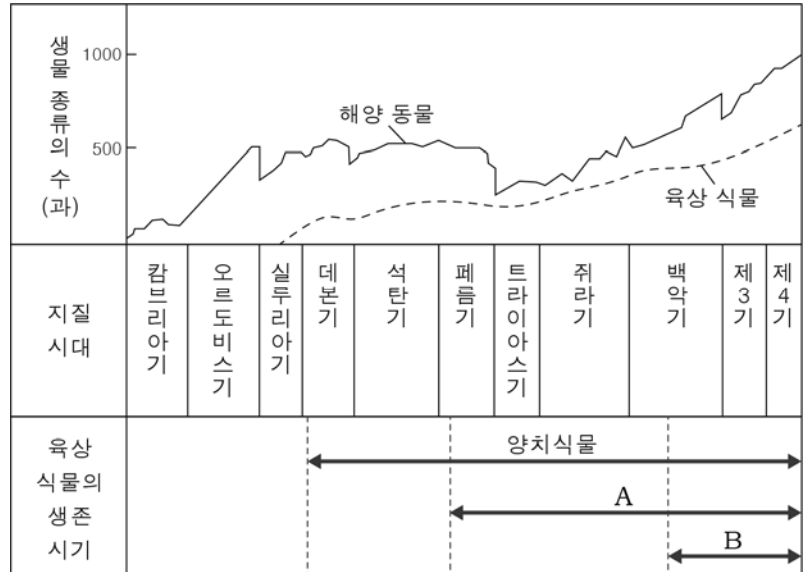 생물 종류의 수 (과)
1000
500
해양 동물
육상 식물
지질
시대
캄브리아기
오르도비스기
실루리아기
데본기
석탄기
페름기
트라이아스기
쥐라기
백악기
제3기
제4기
육상
식물의
생존
시기
양치식물
A
B